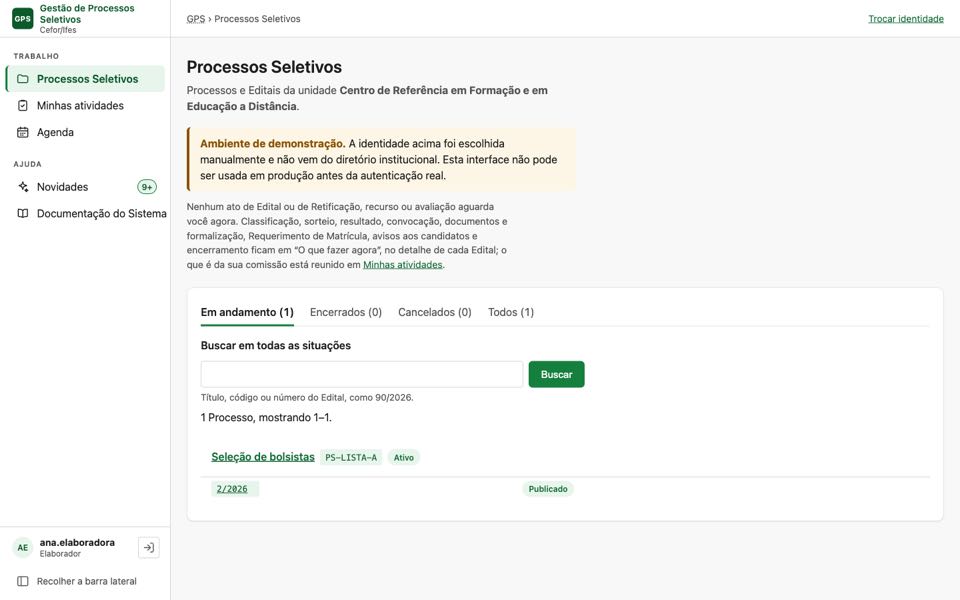 GPS
Gestão de Processos
Seletivos
Cefor/Ifes
GPS › Processos Seletivos
Trocar identidade
TRABALHO
Processos Seletivos
Minhas atividades
Agenda
AJUDA
Novidades 9+
Documentação do Sistema
Processos Seletivos
Processos e Editais da unidade Centro de Referência em Formação e em
Educação a Distância.
Ambiente de demonstração. A identidade acima foi escolhida
manualmente e não vem do diretório institucional. Esta interface não pode
ser usada em produção antes da autenticação real.
Nenhum ato de Edital ou de Retificação, recurso ou avaliação aguarda
você agora. Classificação, sorteio, resultado, convocação, documentos e
formalização, Requerimento de Matrícula, avisos aos candidatos e
encerramento ficam em “O que fazer agora”, no detalhe de cada Edital; o
que é da sua comissão está reunido em Minhas atividades.
Em andamento (1) Encerrados (0) Cancelados (0) Todos (1)
Buscar em todas as situações
Buscar
Título, código ou número do Edital, como 90/2026.
1 Processo, mostrando 1–1.
Seleção de bolsistas PS-LISTA-A Ativo
2/2026 Publicado
AE
ana.elaboradora
Elaborador
Recolher a barra lateral